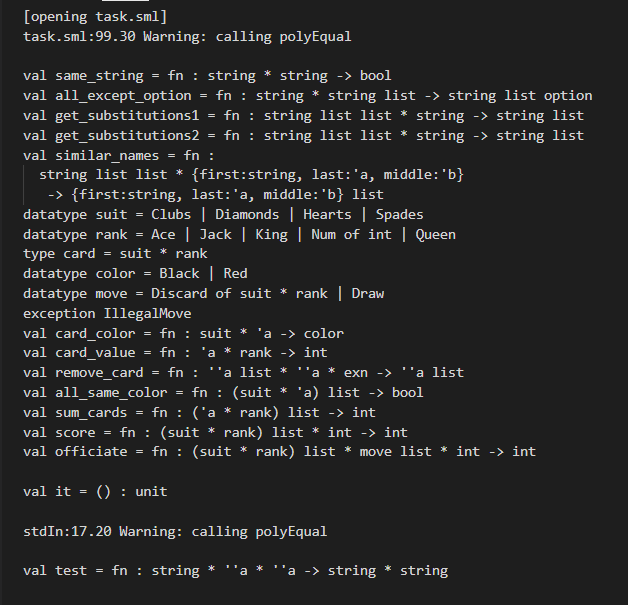 [opening task.sml]
task.sml:99.30 Warning: calling polyEqual
val same_string = fn : string * string -> bool
val all_except_option = fn : string * string list -> string list option
val get_substitutions1 = fn : string list list * string -> string list
val get_substitutions2 = fn : string list list * string -> string list
val similar_names = fn :
  string list list * {first:string, last:'a, middle:'b}
   -> {first:string, last:'a, middle:'b} list
datatype suit = Clubs | Diamonds | Hearts | Spades
datatype rank = Ace | Jack | King | Num of int | Queen
type card = suit * rank
datatype color = Black | Red
datatype move = Discard of suit * rank | Draw
exception IllegalMove
val card_color = fn : suit * 'a -> color
val card_value = fn : 'a * rank -> int
val remove_card = fn : ''a list * ''a * exn -> ''a list
val all_same_color = fn : (suit * 'a) list -> bool
val sum_cards = fn : ('a * rank) list -> int
val score = fn : (suit * rank) list * int -> int
val officiate = fn : (suit * rank) list * move list * int -> int
val it = () : unit
stdIn:17.20 Warning: calling polyEqual
val test = fn : string * ''a * ''a -> string * string